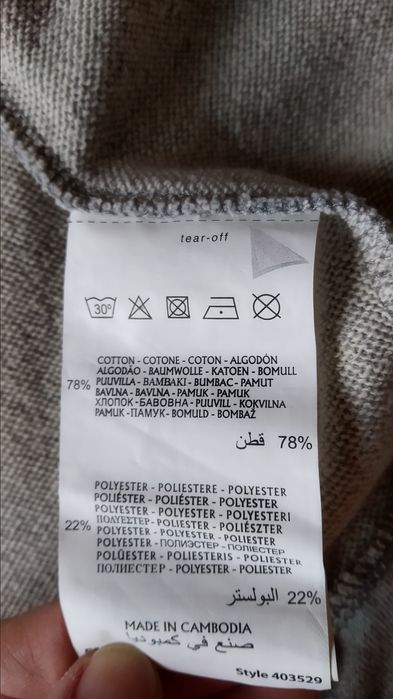 tear-off
30°
COTTON - COTONE - COTON - ALGODÓN
ALGODÃO - BAUMWOLLE - KATOEN - BOMULL
78% PUUVILLA - BAMBAKI - BUMBAC - PAMUT
BAVLNA - BAVLNA - PAMUK - PAMUK
ХЛОПОК - БАВОВНА - PUUVILL - KOKVILNA
PAMUK - ПАМУК - BOMULD - BOMBAŽ
78% قطن
POLYESTER - POLIESTERE - POLYESTER
POLIÉSTER - POLIÉSTER - POLYESTER
POLYESTER - POLYESTER - POLYESTERI
22% ΠΟΛΥΕΣΤΕΡ - POLIESTER - POLIÉSZTER
POLYESTER - POLYESTER - POLIESTER
POLYESTER - ПОЛИЭСТЕР - ПОЛІЕСТЕР
POLÜESTER - POLIESTERIS - POLIESTER
ПОЛИЕСТЕР - POLYESTER - POLIESTER
22% البولستر
MADE IN CAMBODIA
صنع في كمبوديا
Style 403529